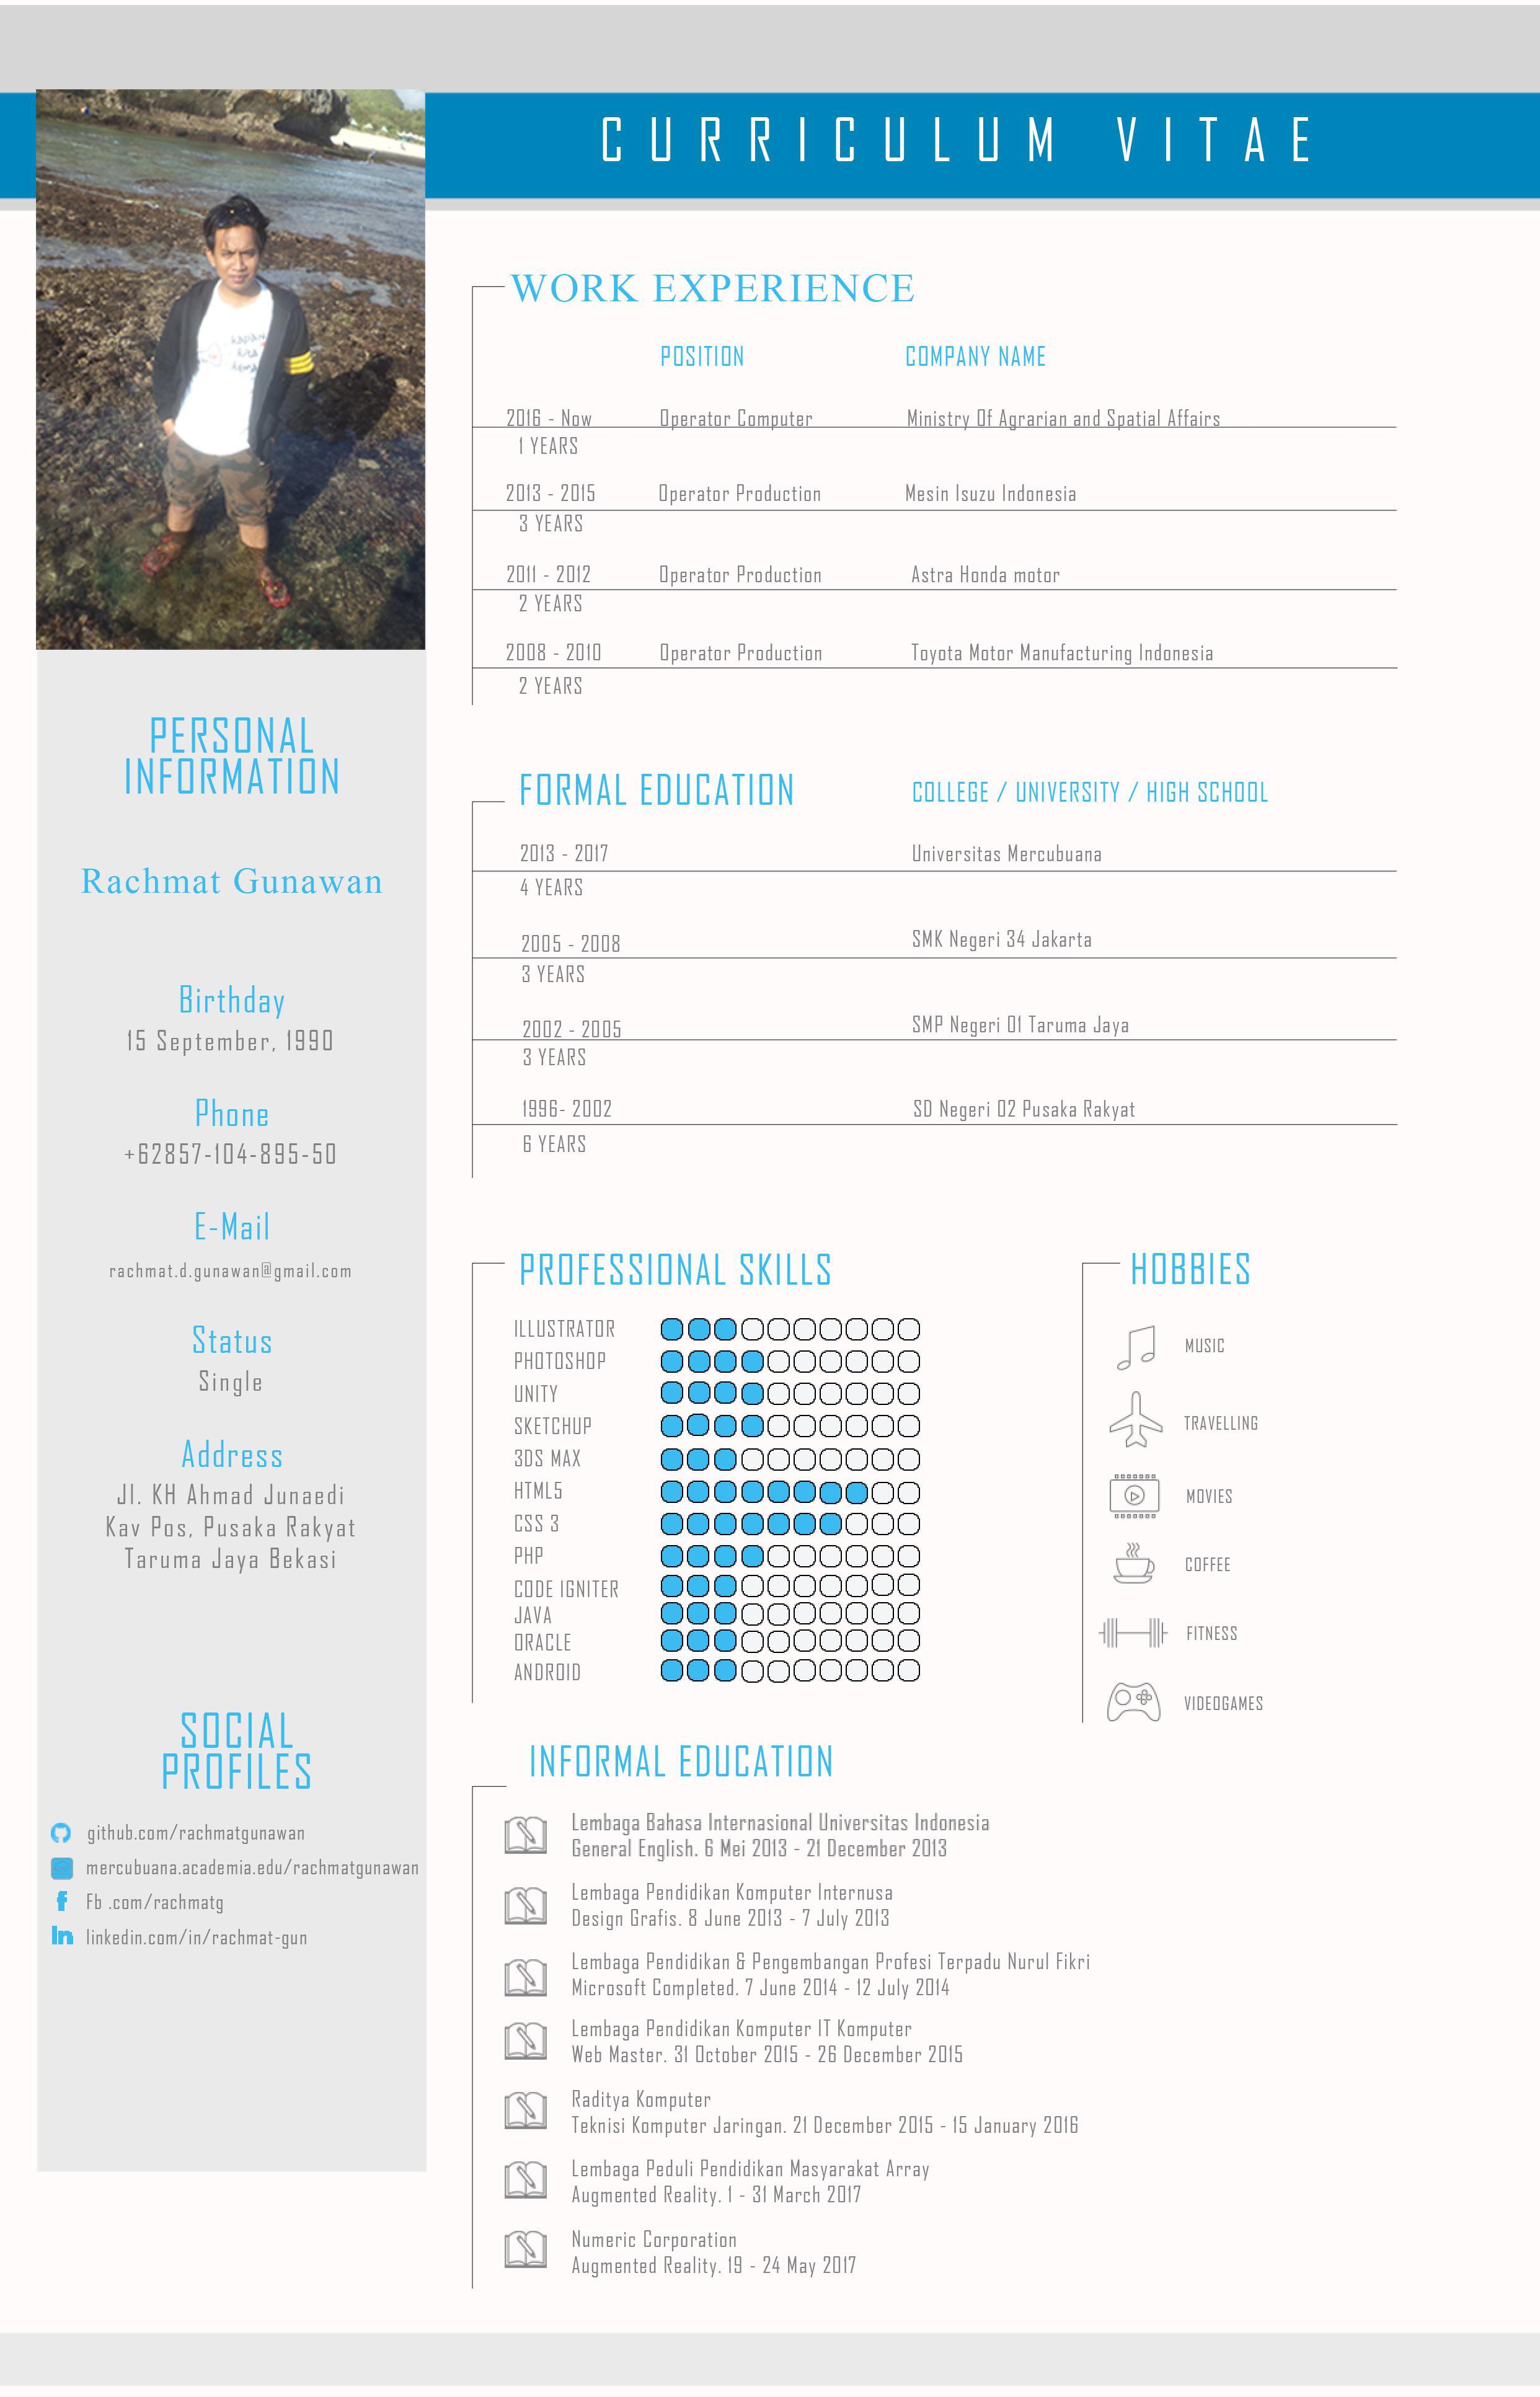 CURRICULUM VITAE
PERSONAL
INFORMATION
Rachmat Gunawan
Birthday
15 September, 1990
Phone
+62857-104-895-50
E-Mail
rachmat.d.gunawan@gmail.com
Status
Single
Address
Jl. KH Ahmad Junaedi
Kav Pos, Pusaka Rakyat
Taruma Jaya Bekasi
SOCIAL
PROFILES
github.com/rachmatgunawan
mercubuana.academia.edu/rachmatgunawan
Fb .com/rachmatg
linkedin.com/in/rachmat-gun
WORK EXPERIENCE
POSITION COMPANY NAME
2016 - Now Operator Computer Ministry Of Agrarian and Spatial Affairs
1 YEARS
2013 - 2015 Operator Production Mesin Isuzu Indonesia
3 YEARS
2011 - 2012 Operator Production Astra Honda motor
2 YEARS
2008 - 2010 Operator Production Toyota Motor Manufacturing Indonesia
2 YEARS
FORMAL EDUCATION COLLEGE / UNIVERSITY / HIGH SCHOOL
2013 - 2017 Universitas Mercubuana
4 YEARS
2005 - 2008 SMK Negeri 34 Jakarta
3 YEARS
2002 - 2005 SMP Negeri 01 Taruma Jaya
3 YEARS
1996- 2002 SD Negeri 02 Pusaka Rakyat
6 YEARS
PROFESSIONAL SKILLS
ILLUSTRATOR
PHOTOSHOP
UNITY
SKETCHUP
3DS MAX
HTML5
CSS 3
PHP
CODE IGNITER
JAVA
ORACLE
ANDROID
HOBBIES
MUSIC
TRAVELLING
MOVIES
COFFEE
FITNESS
VIDEOGAMES
INFORMAL EDUCATION
Lembaga Bahasa Internasional Universitas Indonesia
General English. 6 Mei 2013 - 21 December 2013
Lembaga Pendidikan Komputer Internusa
Design Grafis. 8 June 2013 - 7 July 2013
Lembaga Pendidikan & Pengembangan Profesi Terpadu Nurul Fikri
Microsoft Completed. 7 June 2014 - 12 July 2014
Lembaga Pendidikan Komputer IT Komputer
Web Master. 31 October 2015 - 26 December 2015
Raditya Komputer
Teknisi Komputer Jaringan. 21 December 2015 - 15 January 2016
Lembaga Peduli Pendidikan Masyarakat Array
Augmented Reality. 1 - 31 March 2017
Numeric Corporation
Augmented Reality. 19 - 24 May 2017